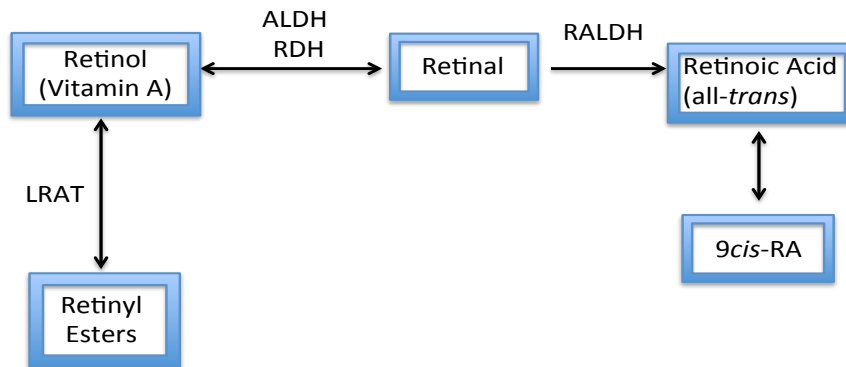 ALDH
RDH
Retinol
(Vitamin A)
Retinal
RALDH
Retinoic Acid
(all-trans)
LRAT
9cis-RA
Retinyl
Esters